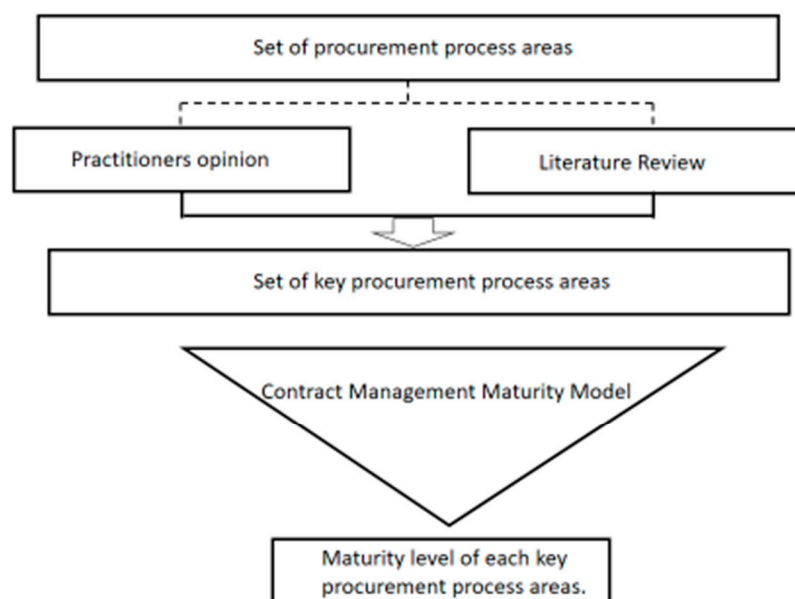 Set of procurement process areas
Practitioners opinion
Literature Review
Set of key procurement process areas
Contract Management Maturity Model
Maturity level of each key
procurement process areas.